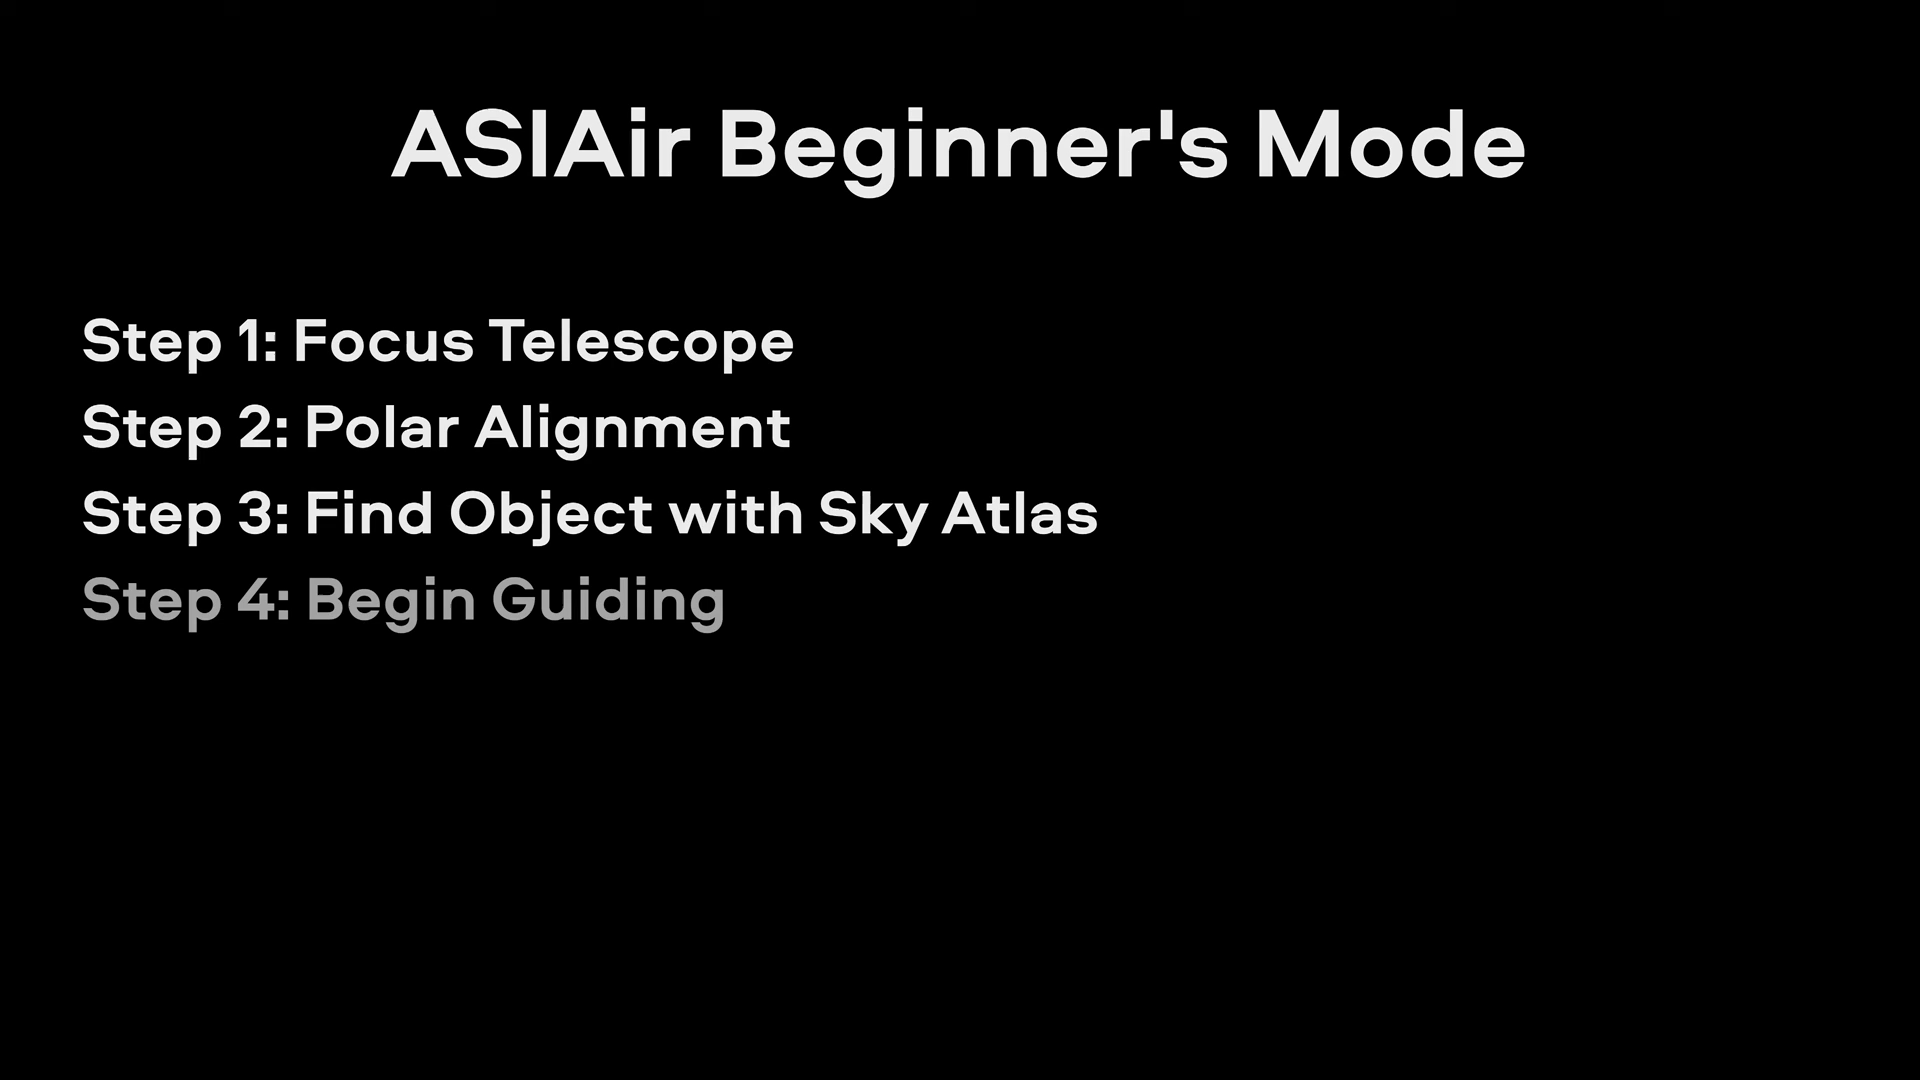 ASIAir Beginner's Mode
Step 1: Focus Telescope
Step 2: Polar Alignment
Step 3: Find Object with Sky Atlas
Step 4: Begin Guiding